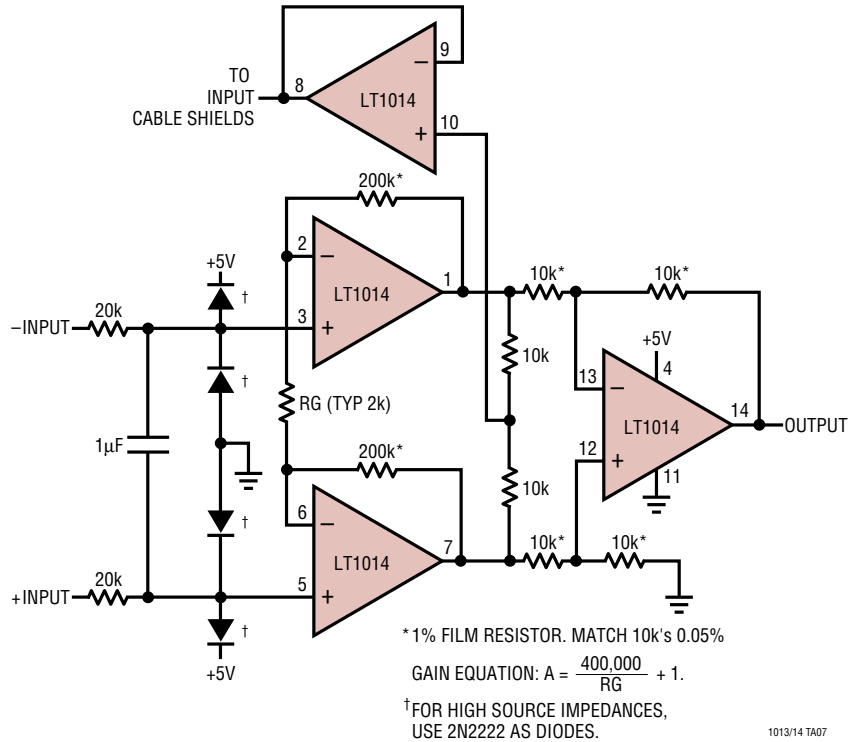 TO
INPUT
CABLE SHIELDS
8
9
−
LT1014
+
10
200k*
2
−
LT1014
1
3
+
+5V
†
20k
−INPUT
†
1µF
RG (TYP 2k)
200k*
†
6
−
LT1014
7
5
+
20k
+INPUT
†
+5V
10k*
10k*
10k
10k
+5V
4
13
−
LT1014
14
OUTPUT
12
+
11
10k*
10k*
*1% FILM RESISTOR. MATCH 10k's 0.05%
GAIN EQUATION: A = 400,000
RG
+ 1.
†FOR HIGH SOURCE IMPEDANCES,
USE 2N2222 AS DIODES.
1013/14 TA07